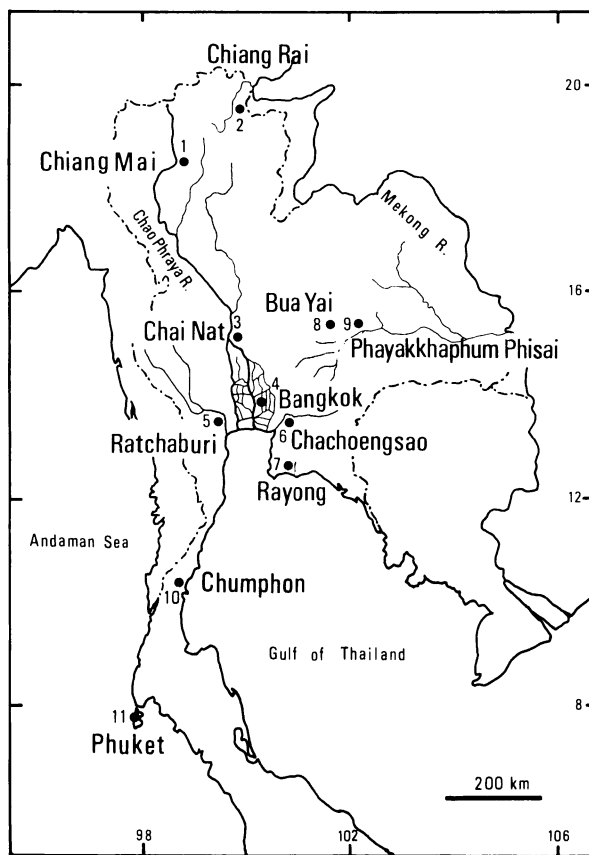 Chiang Rai
20
2
1
Chiang Mai
Mekong R.
Chao Phraya R.
16
Bua Yai
3
8
9
Chai Nat
Phayakkhaphum Phisai
4
Bangkok
5
6
Ratchaburi
Chachoengsao
7
Rayong
12
Andaman Sea
10
Chumphon
Gulf of Thailand
8
11
Phuket
200 km
98
102
106